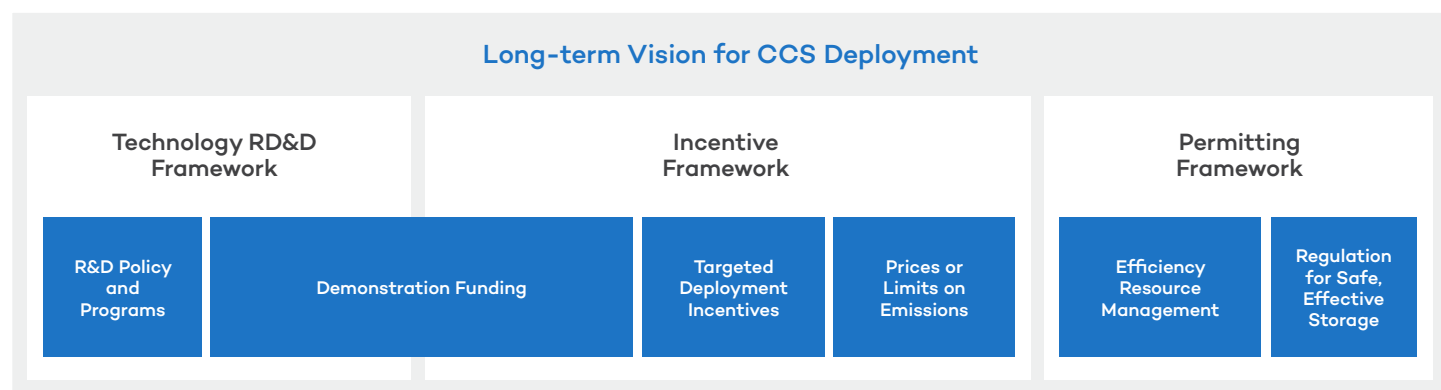 Long-term Vision for CCS Deployment
Technology RD&D
Framework
Incentive
Framework
Permitting
Framework
R&D Policy
and
Programs
Demonstration Funding
Targeted
Deployment
Incentives
Prices or
Limits on
Emissions
Efficiency
Resource
Management
Regulation
for Safe,
Effective
Storage